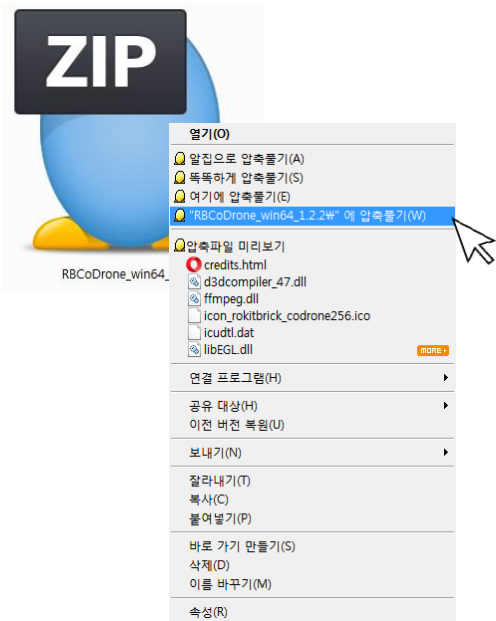 ZIP
RBCoDrone_win64_
열기(O)
알집으로 압축풀기(A)
똑똑하게 압축풀기(S)
여기에 압축풀기(E)
"RBCoDrone_win64_1.2.2₩" 에 압축풀기(W)
압축파일 미리보기
credits.html
d3dcompiler_47.dll
ffmpeg.dll
icon_rokitbrick_codrone256.ico
icudtl.dat
libEGL.dll
MORE
연결 프로그램(H)
공유 대상(H)
이전 버전 복원(U)
보내기(N)
잘라내기(T)
복사(C)
붙여넣기(P)
바로 가기 만들기(S)
삭제(D)
이름 바꾸기(M)
속성(R)